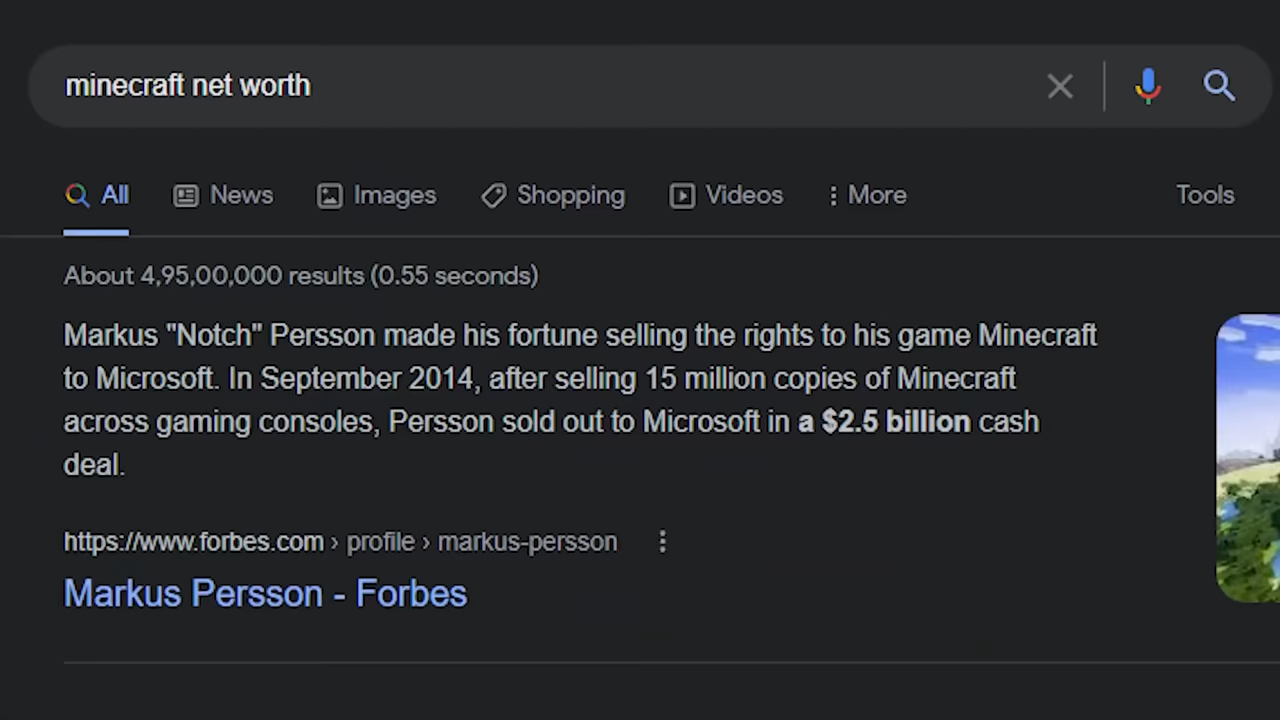 minecraft net worth
All News Images Shopping Videos More Tools
About 4,95,00,000 results (0.55 seconds)
Markus "Notch" Persson made his fortune selling the rights to his game Minecraft
to Microsoft. In September 2014, after selling 15 million copies of Minecraft
across gaming consoles, Persson sold out to Microsoft in a $2.5 billion cash
deal.
https://www.forbes.com › profile › markus-persson
Markus Persson - Forbes